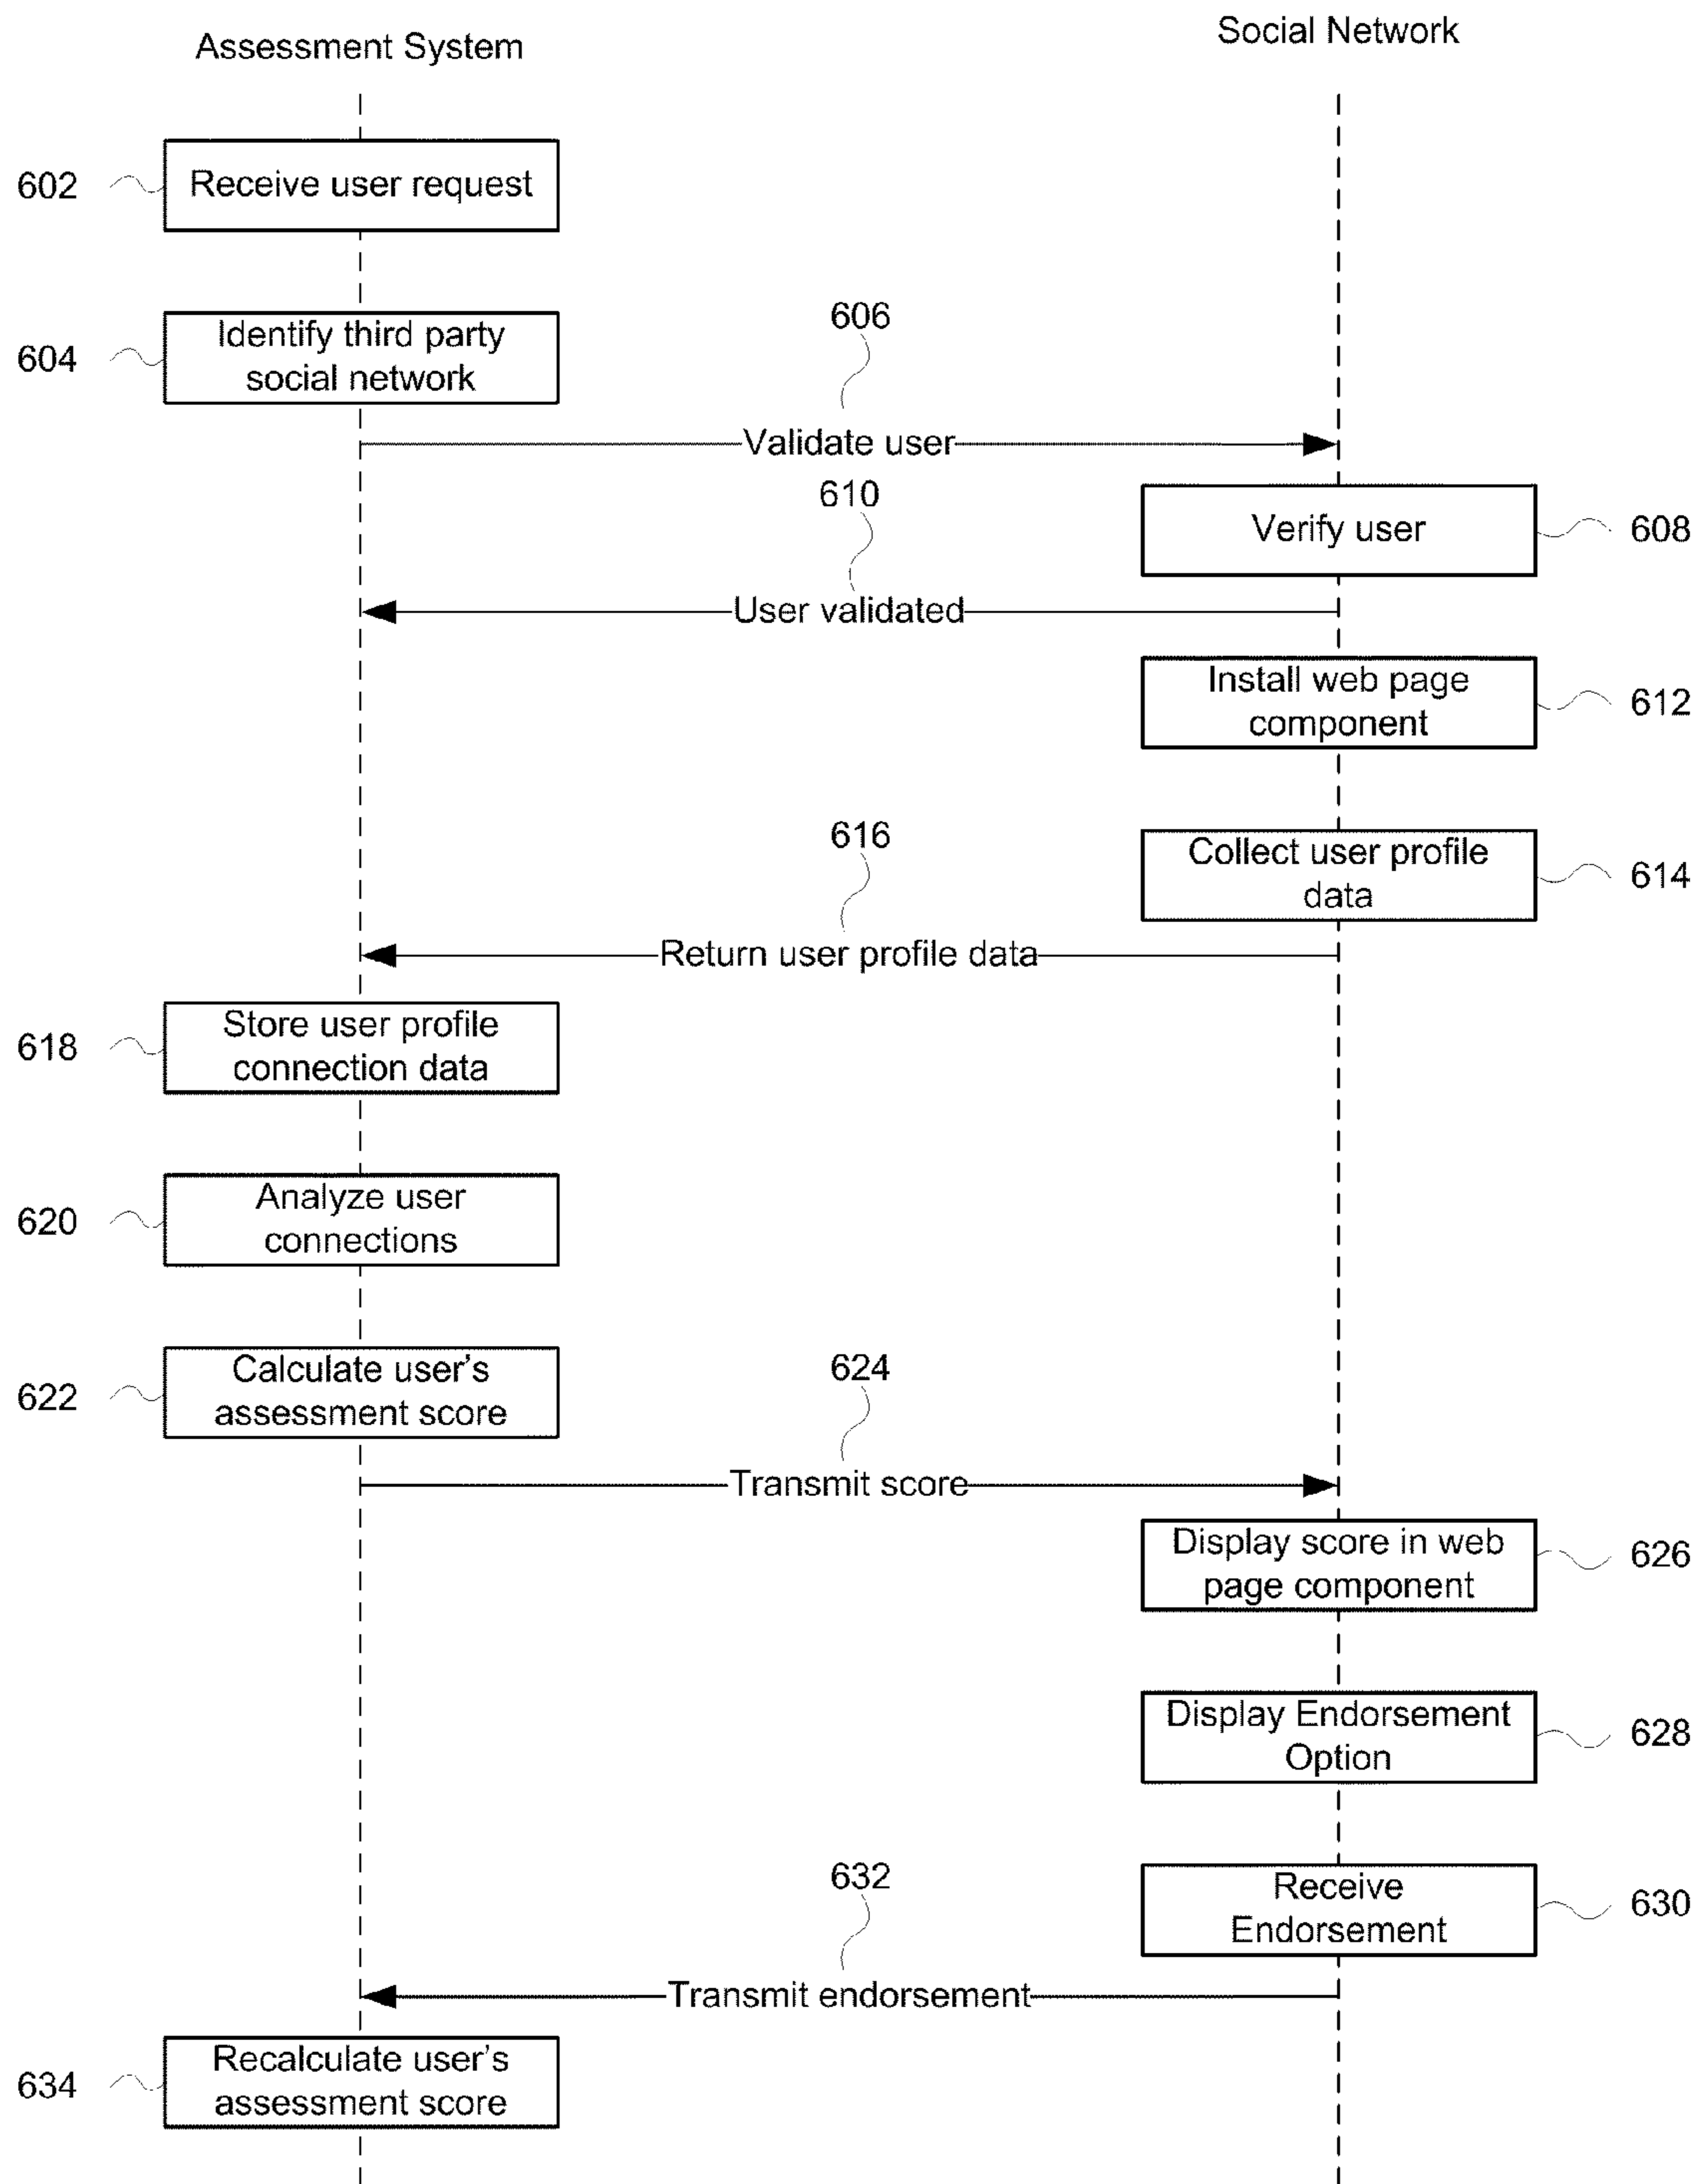 Assessment System
Social Network
602
Receive user request
604
Identify third party
social network
606
Validate user
610
Verify user
608
User validated
Install web page
component
612
616
Collect user profile
data
614
Return user profile data
618
Store user profile
connection data
620
Analyze user
connections
622
Calculate user's
assessment score
624
Transmit score
Display score in web
page component
626
Display Endorsement
Option
628
632
Receive
Endorsement
630
Transmit endorsement
634
Recalculate user's
assessment score